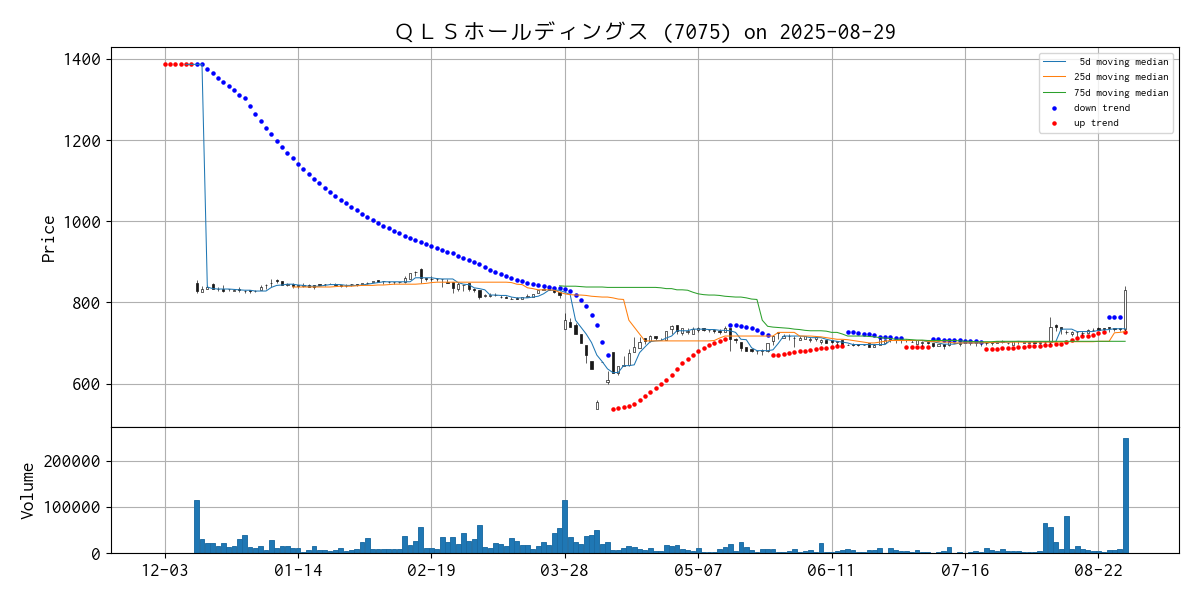 ＱＬＳホールディングス (7075) on 2025-08-29
1400
1200
1000
800
600
Price
5d moving median
25d moving median
75d moving median
down trend
up trend
200000
100000
0
Volume
12-03 01-14 02-19 03-28 05-07 06-11 07-16 08-22